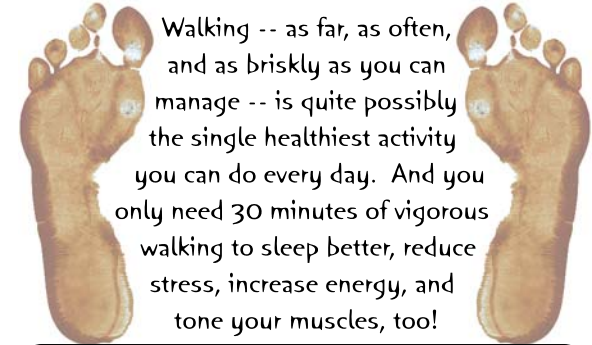 Walking -- as far, as often,
and as briskly as you can
manage -- is quite possibly
the single healthiest activity
you can do every day.  And you
only need 30 minutes of vigorous
walking to sleep better, reduce
stress, increase energy, and
tone your muscles, too!